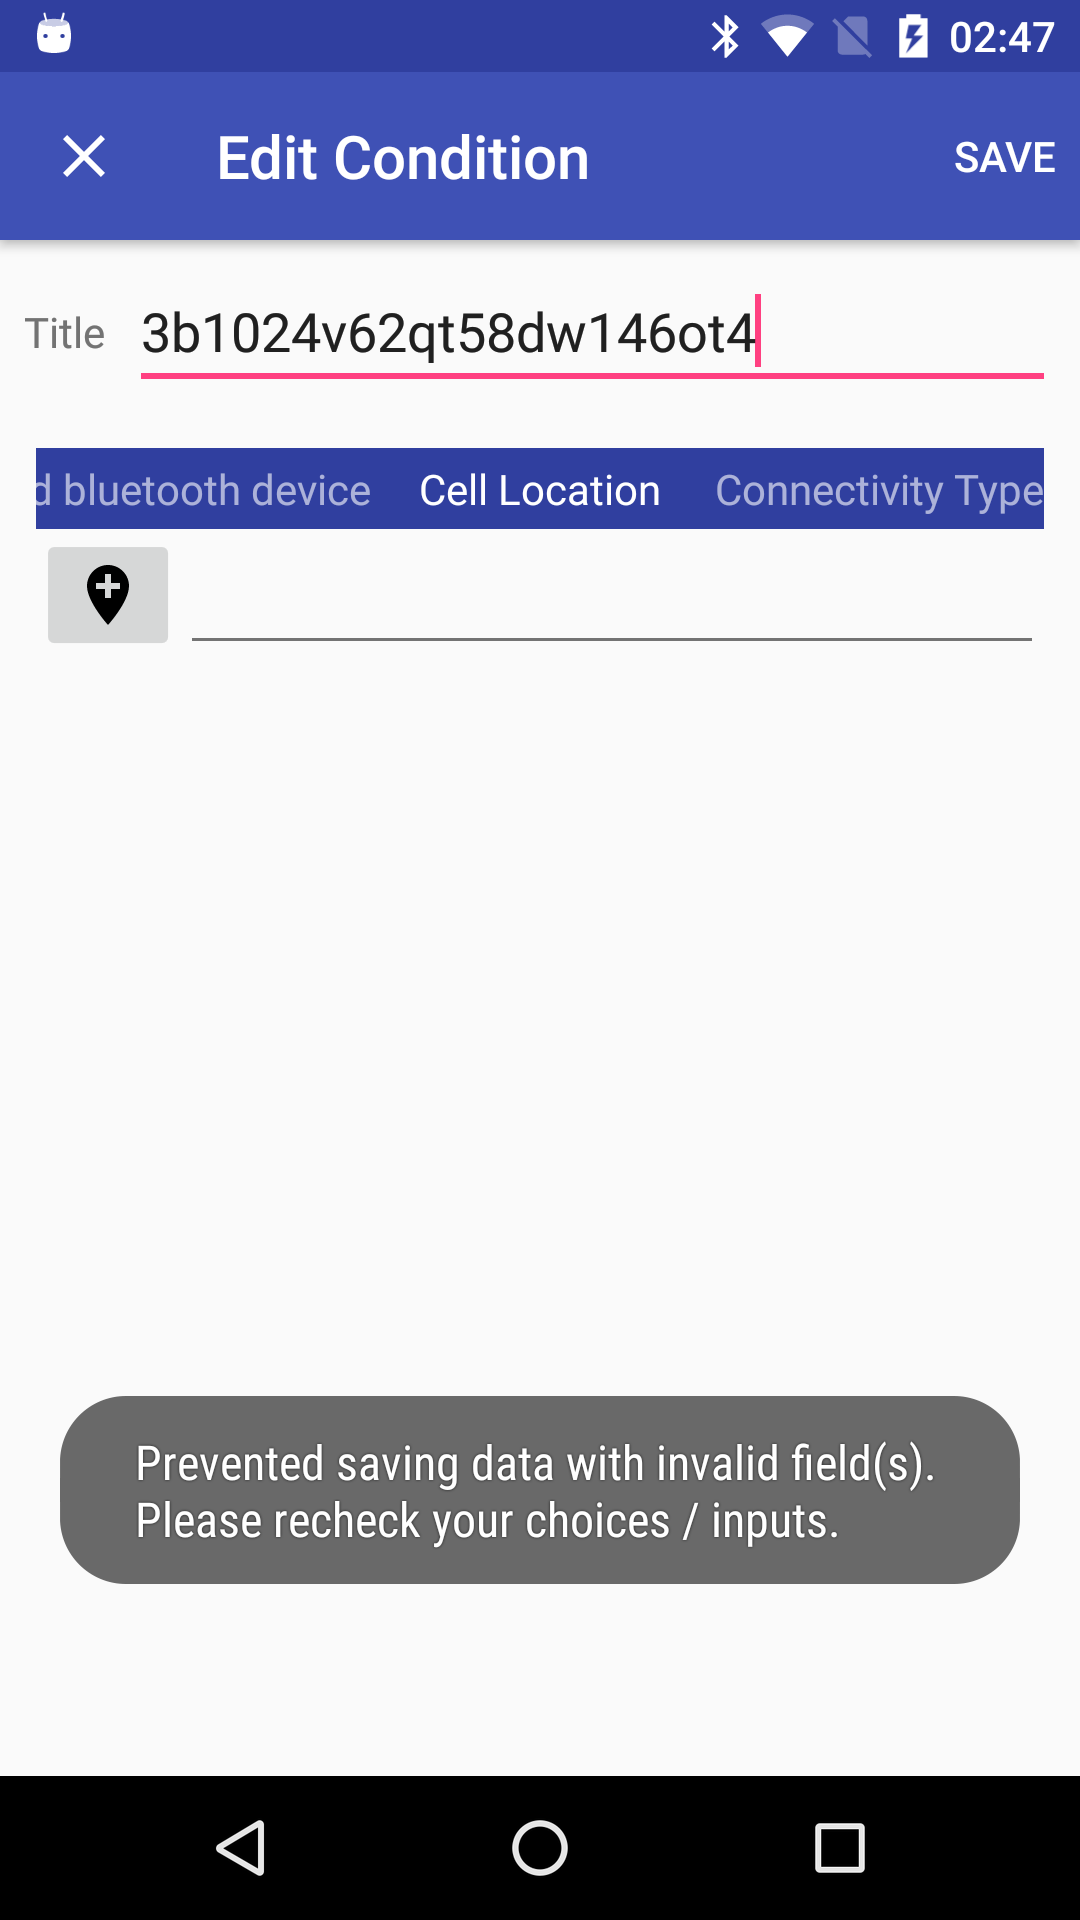 02:47
Edit Condition
SAVE
Title
3b1024v62qt58dw146ot4
d bluetooth device
Cell Location
Connectivity Type
Prevented saving data with invalid field(s).
Please recheck your choices / inputs.